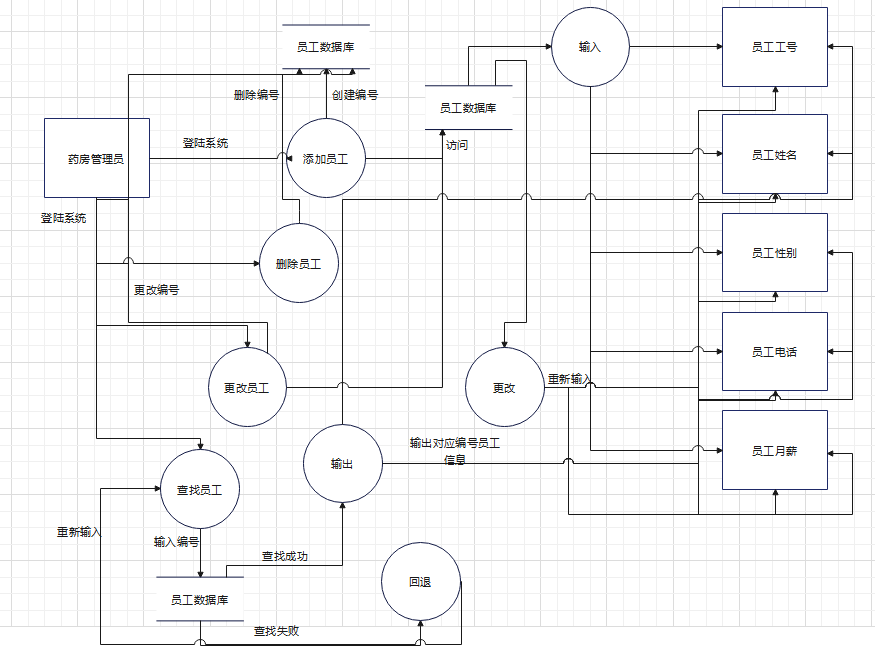 员工数据库
输入
员工工号
删除编号
创建编号
员工数据库
药房管理员
登陆系统
添加员工
访问
员工姓名
登陆系统
删除员工
员工性别
更改编号
更改员工
更改
重新输入
员工电话
输出对应编号员工
信息
输出
员工月薪
查找员工
重新输入
输入编号
查找成功
回退
员工数据库
查找失败